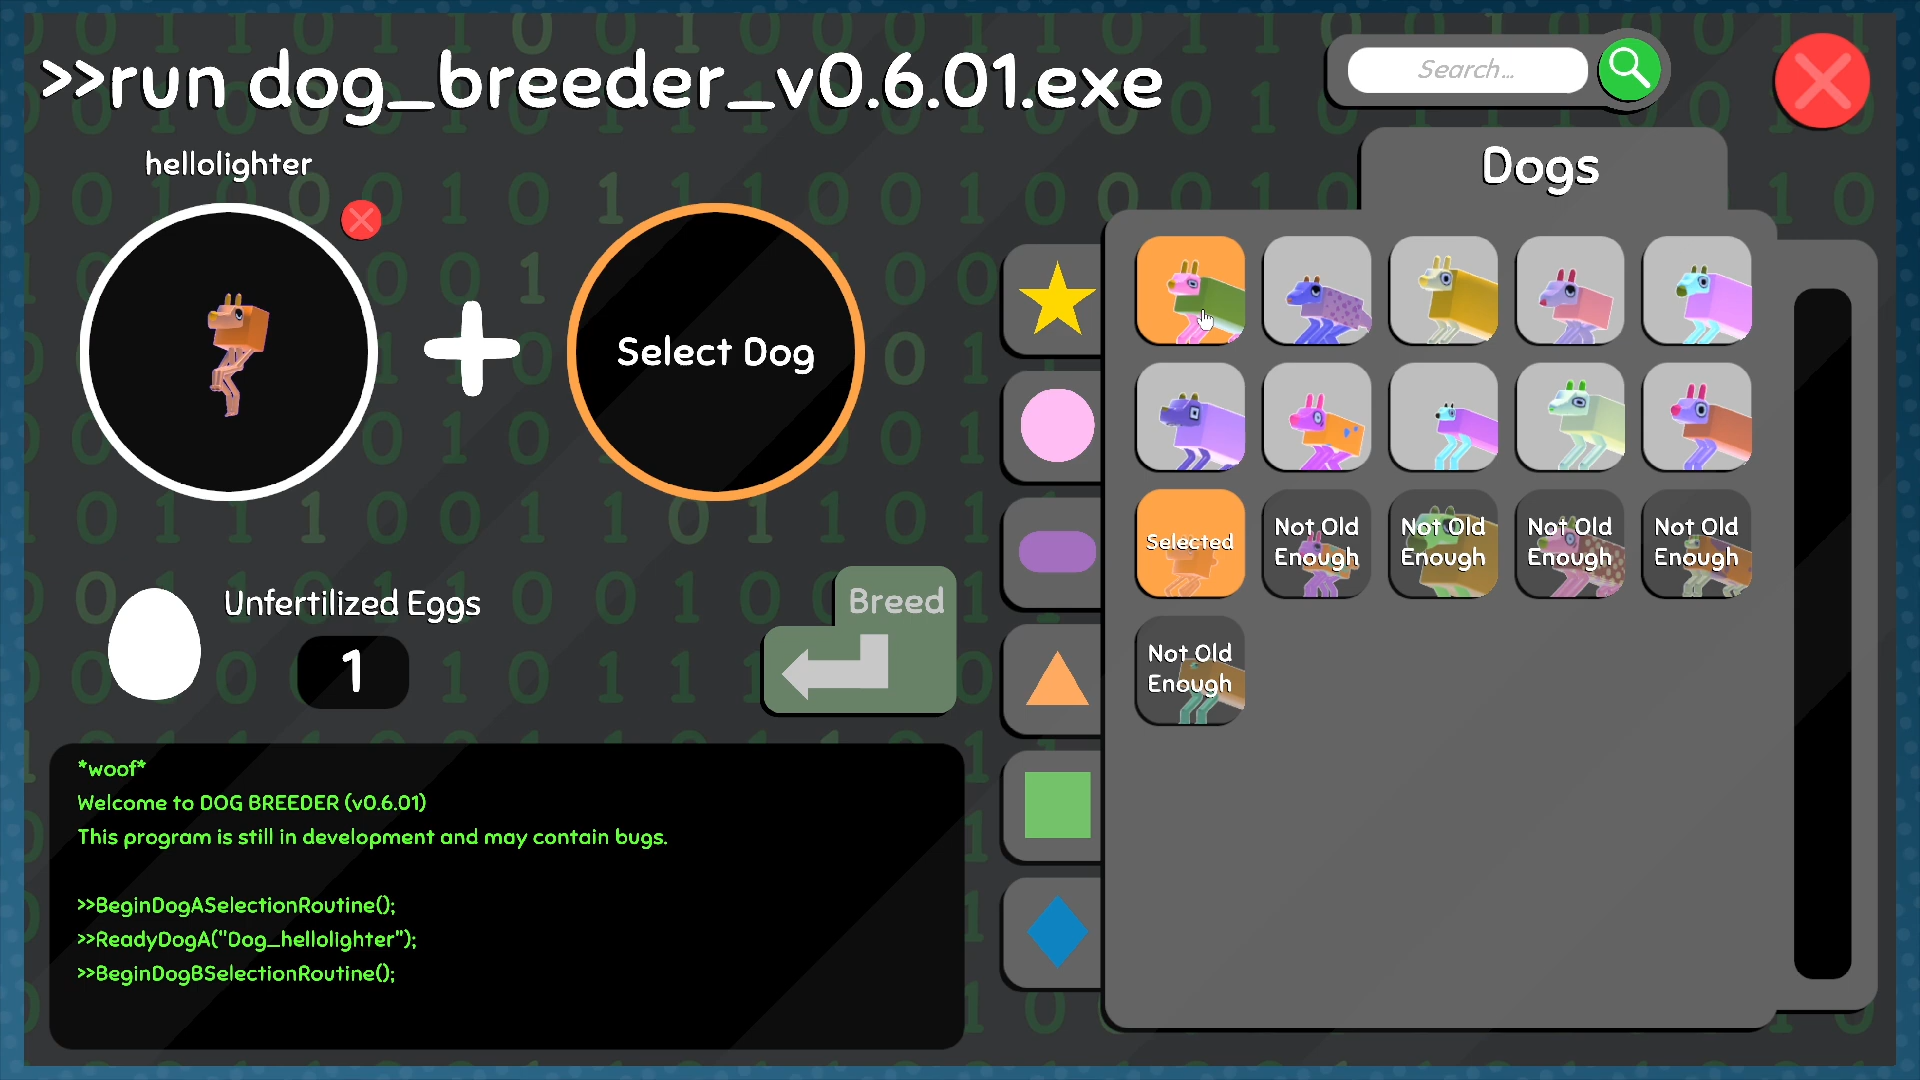 >>run dog_breeder_v0.6.01.exe
Search...
hellolighter
Dogs
Select Dog
Selected
Not Old
Enough
Not Old
Enough
Not Old
Enough
Not Old
Enough
Not Old
Enough
Unfertilized Eggs
1
Breed
*woof*
Welcome to DOG BREEDER (v0.6.01)
This program is still in development and may contain bugs.
>>BeginDogASelectionRoutine();
>>ReadyDogA("Dog_hellolighter");
>>BeginDogBSelectionRoutine();